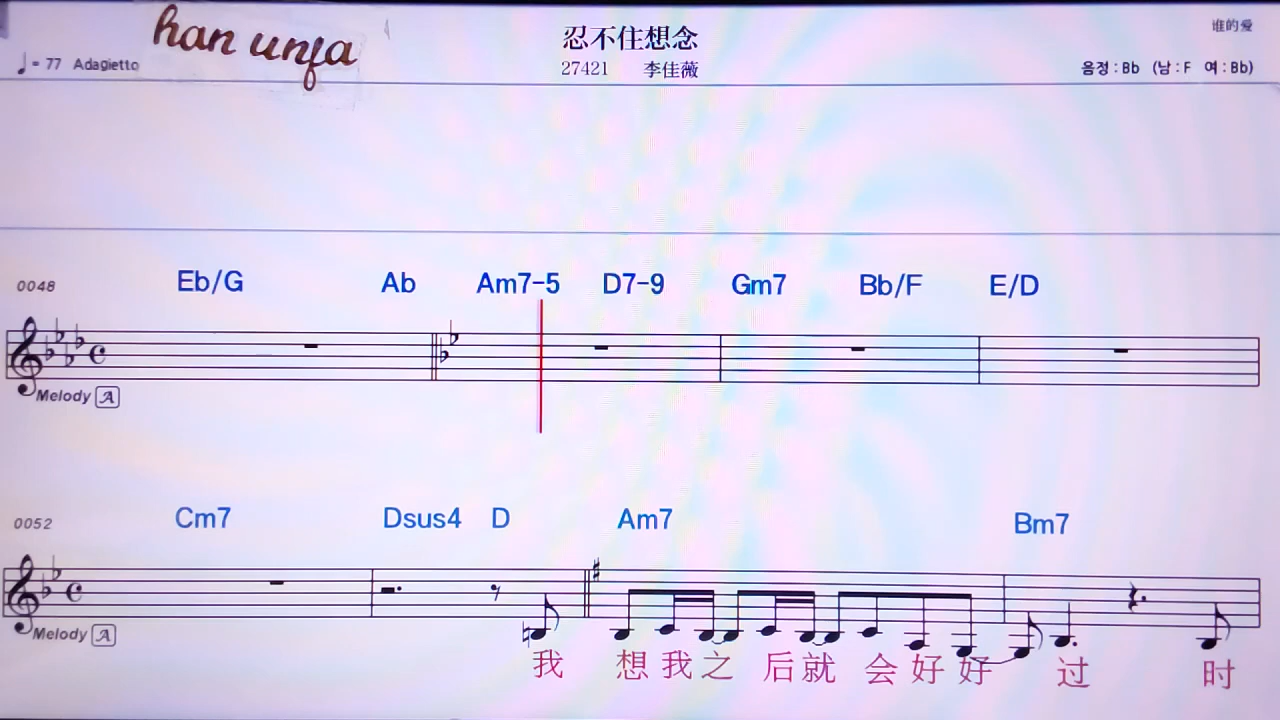 han unfa
忍不住想念
谁的爱
♩= 77 Adagietto
27421 李佳薇
음정 : Bb (남 : F 여 : Bb)
0048 Eb/G Ab Am7-5 D7-9 Gm7 Bb/F E/D
Melody A
0052 Cm7 Dsus4 D Am7 Bm7
Melody A
我 想我之 后就 会好好 过 时